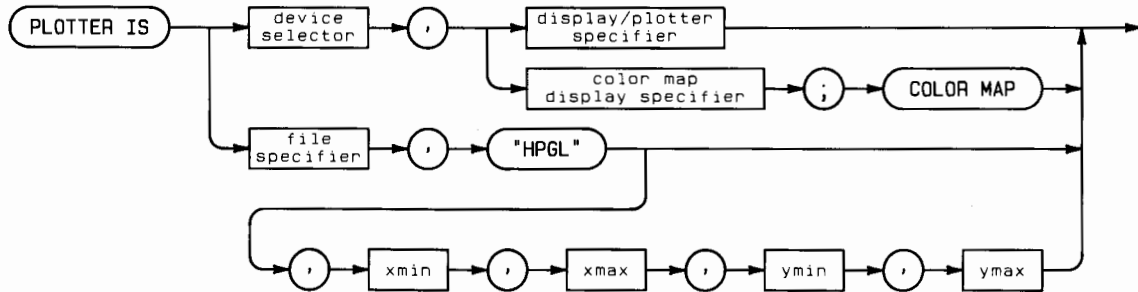 PLOTTER IS
device
selector
,
display/plotter
specifier
color map
display specifier
;
COLOR MAP
file
specifier
,
"HPGL"
,
xmin
,
xmax
,
ymin
,
ymax